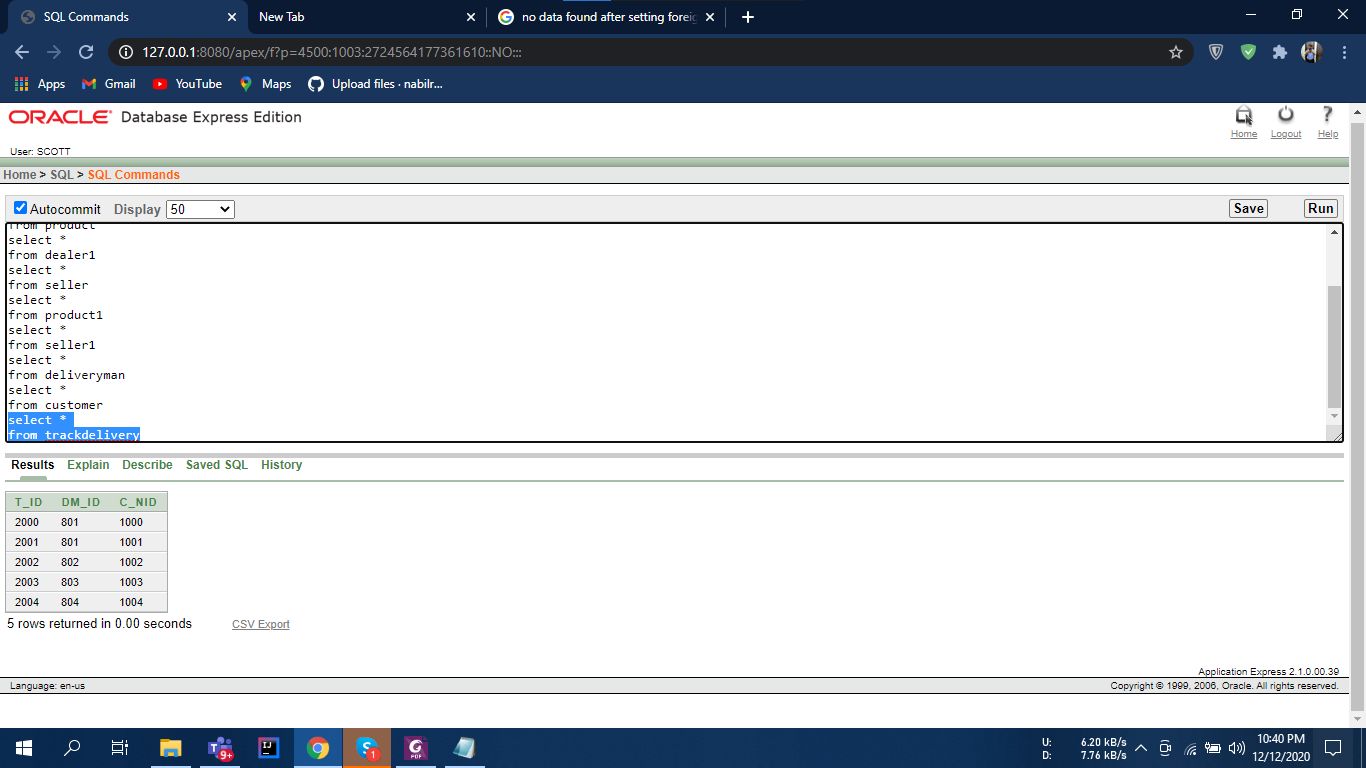 SQL Commands
New Tab
no data found after setting foreig
127.0.0.1:8080/apex/f?p=4500:1003:2724564177361610::NO:::
Apps
Gmail
YouTube
Maps
Upload files · nabilr...
ORACLE Database Express Edition
Home
Logout
Help
User: SCOTT
Home > SQL > SQL Commands
Autocommit Display 50 Save Run
from product
select *
from dealer1
select *
from seller
select *
from product1
select *
from seller1
select *
from deliveryman
select *
from customer
select *
from trackdelivery
Results Explain Describe Saved SQL History
T_ID DM_ID C_NID
2000 801 1000
2001 801 1001
2002 802 1002
2003 803 1003
2004 804 1004
5 rows returned in 0.00 seconds CSV Export
Application Express 2.1.0.00.39
Language: en-us Copyright © 1999, 2006, Oracle. All rights reserved.
U: 6.20 kB/s
D: 7.76 kB/s
10:40 PM
12/12/2020
9+
IJ
1
PDF